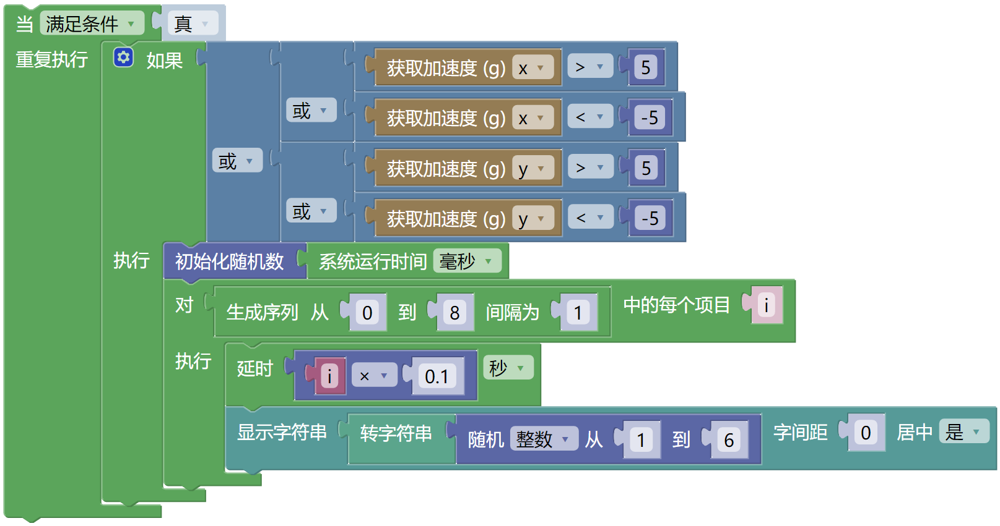 当 满足条件 真
重复执行 如果 获取加速度 (g) x > 5
或 获取加速度 (g) x < -5
或 获取加速度 (g) y > 5
或 获取加速度 (g) y < -5
执行 初始化随机数 系统运行时间 毫秒
对 生成序列 从 0 到 8 间隔为 1 中的每个项目 i
执行 延时 i × 0.1 秒
显示字符串 转字符串 随机 整数 从 1 到 6 字间距 0 居中 是